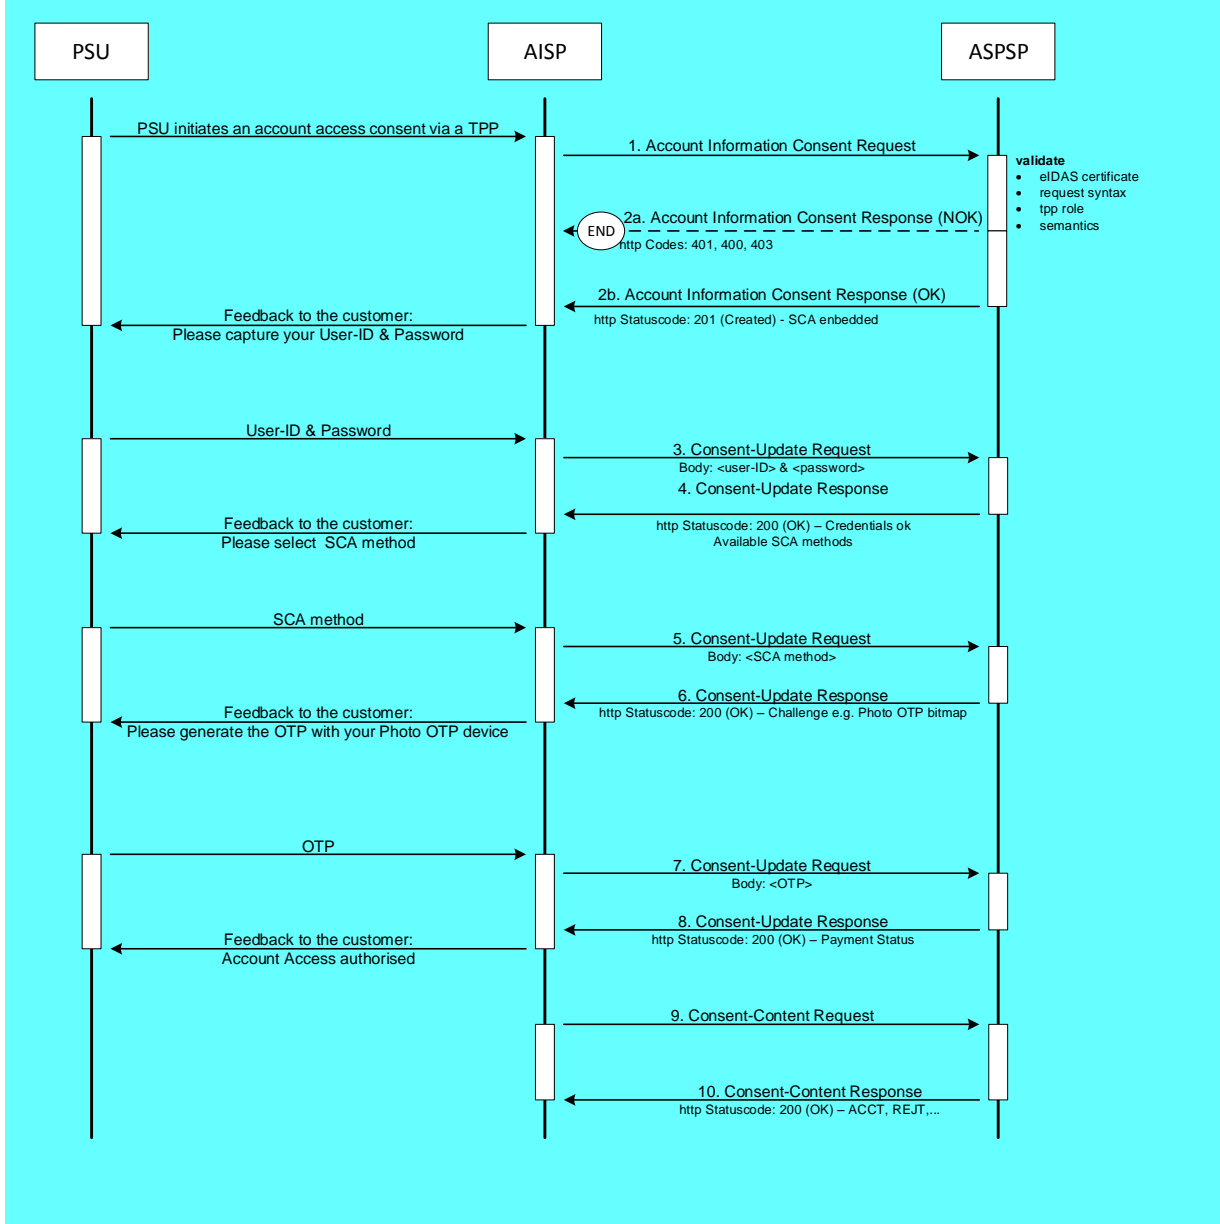 PSU
AISP
ASPSP
PSU initiates an account access consent via a TPP
1. Account Information Consent Request
validate
• eIDAS certificate
• request syntax
• tpp role
• semantics
2a. Account Information Consent Response (NOK)
END
http Codes: 401, 400, 403
2b. Account Information Consent Response (OK)
http Statuscode: 201 (Created) - SCA enbedded
Feedback to the customer:
Please capture your User-ID & Password
User-ID & Password
3. Consent-Update Request
Body: <user-ID> & <password>
4. Consent-Update Response
http Statuscode: 200 (OK) – Credentials ok
Available SCA methods
Feedback to the customer:
Please select SCA method
SCA method
5. Consent-Update Request
Body: <SCA method>
6. Consent-Update Response
http Statuscode: 200 (OK) – Challenge e.g. Photo OTP bitmap
Feedback to the customer:
Please generate the OTP with your Photo OTP device
OTP
7. Consent-Update Request
Body: <OTP>
8. Consent-Update Response
http Statuscode: 200 (OK) – Payment Status
Feedback to the customer:
Account Access authorised
9. Consent-Content Request
10. Consent-Content Response
http Statuscode: 200 (OK) – ACCT, REJT,...